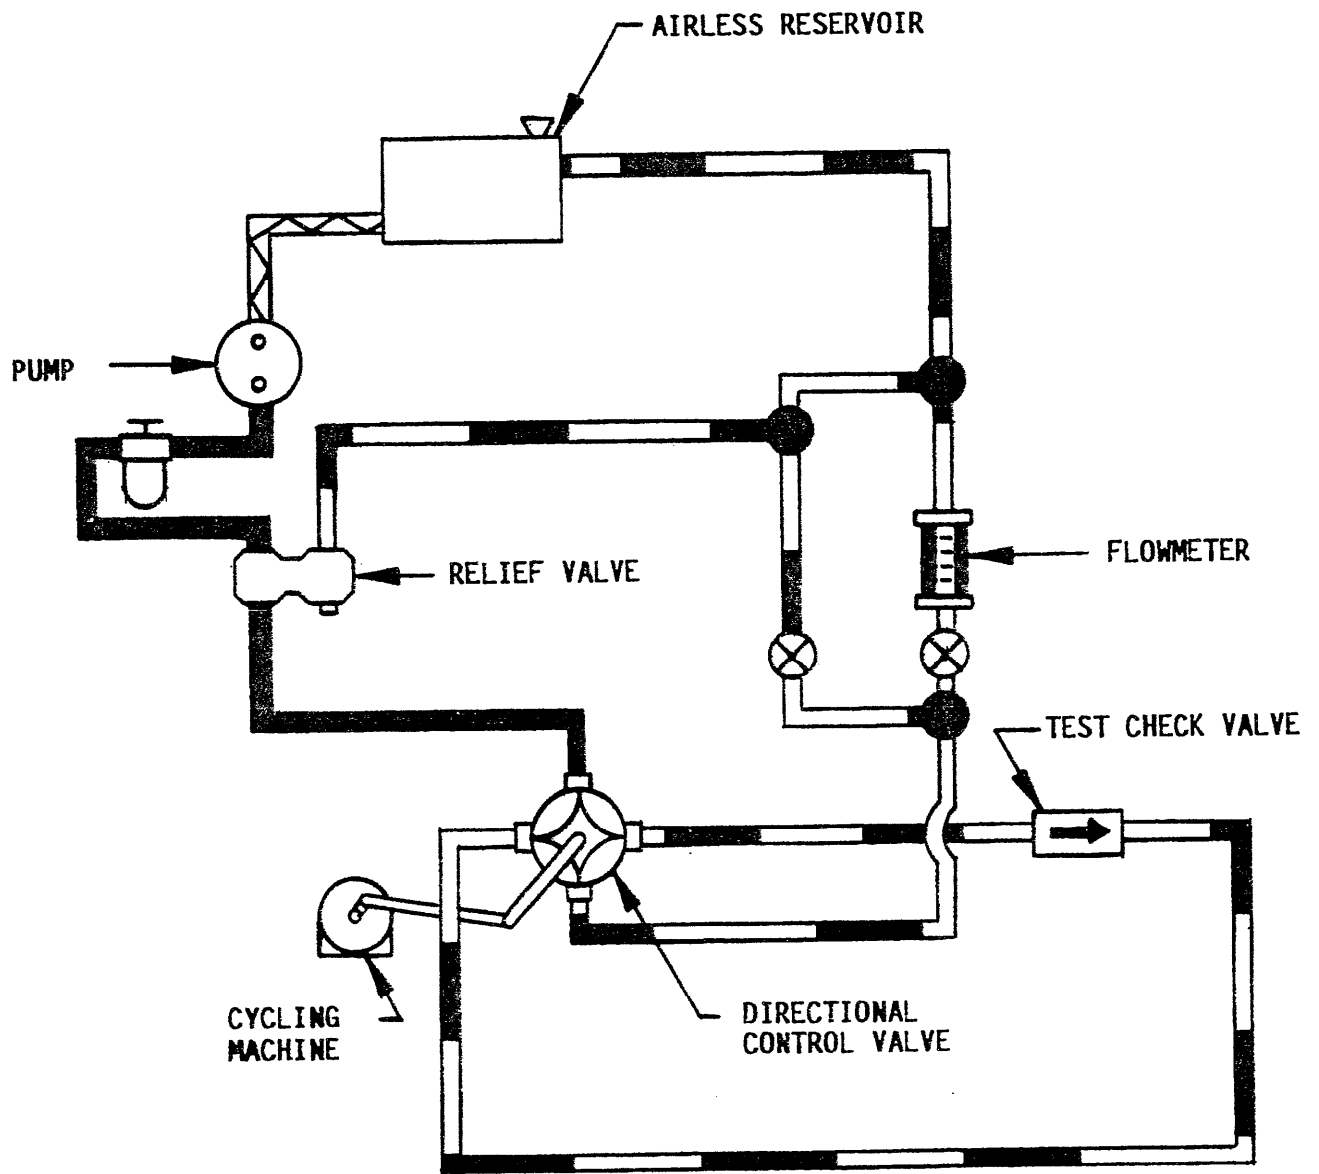 AIRLESS RESERVOIR
PUMP
FLOWMETER
RELIEF VALVE
TEST CHECK VALVE
CYCLING
MACHINE
DIRECTIONAL
CONTROL VALVE